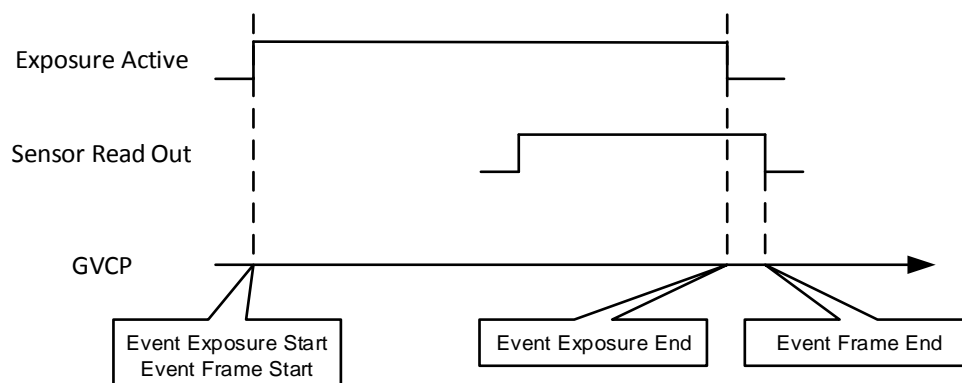 Exposure Active
Sensor Read Out
GVCP
Event Exposure Start
Event Frame Start
Event Exposure End
Event Frame End